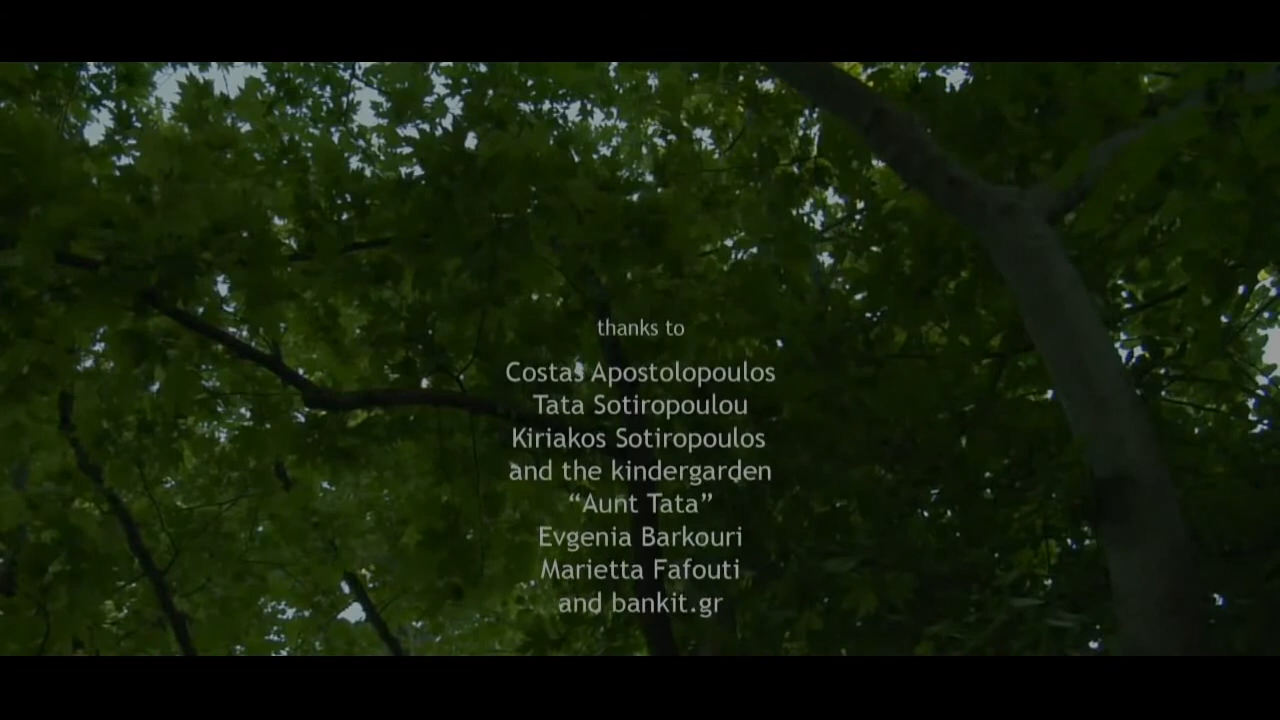 thanks to
Costas Apostolopoulos
Tata Sotiropoulou
Kiriakos Sotiropoulos
and the kindergarden
“Aunt Tata”
Evgenia Barkouri
Marietta Fafouti
and bankit.gr